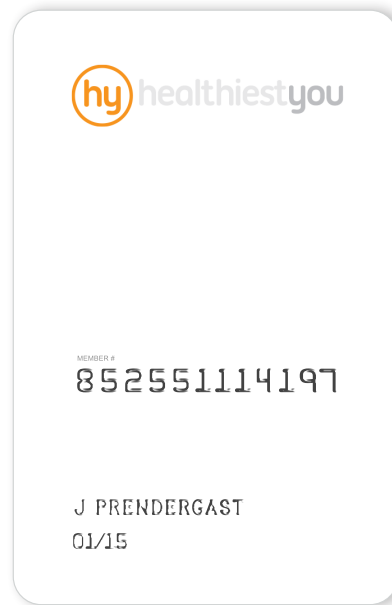 hy healthiestyou
MEMBER #
852551114197
J PRENDERGAST
01/15